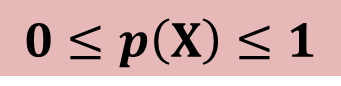 0 ≤ p(X) ≤ 1